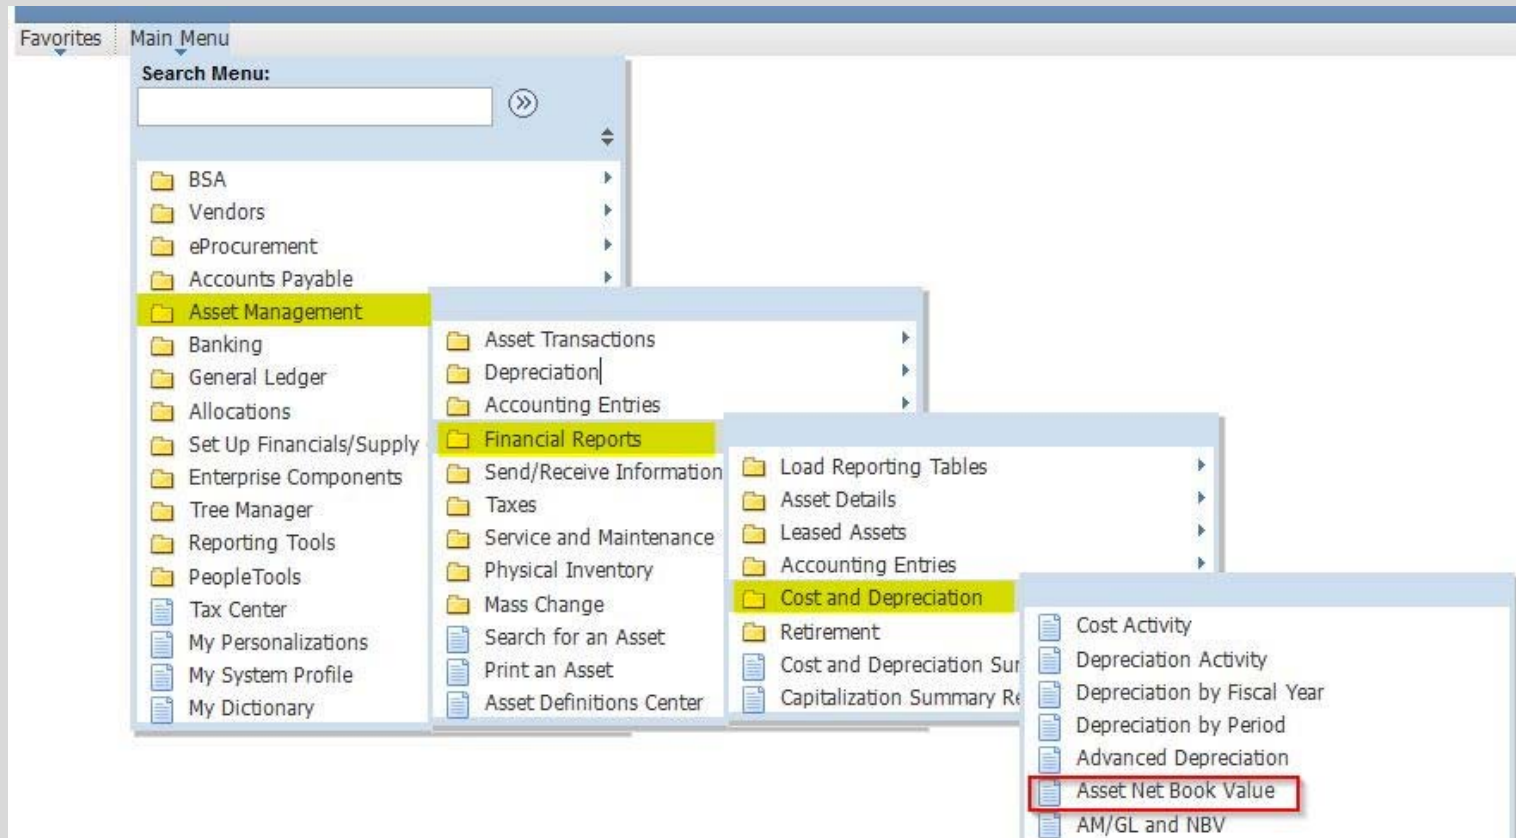 Favorites
Main Menu
Search Menu:
BSA
Vendors
eProcurement
Accounts Payable
Asset Management
Banking
General Ledger
Allocations
Set Up Financials/Supply
Enterprise Components
Tree Manager
Reporting Tools
PeopleTools
Tax Center
My Personalizations
My System Profile
My Dictionary
Asset Transactions
Depreciation
Accounting Entries
Financial Reports
Send/Receive Information
Taxes
Service and Maintenance
Physical Inventory
Mass Change
Search for an Asset
Print an Asset
Asset Definitions Center
Load Reporting Tables
Asset Details
Leased Assets
Accounting Entries
Cost and Depreciation
Retirement
Cost and Depreciation Sur
Capitalization Summary Re
Cost Activity
Depreciation Activity
Depreciation by Fiscal Year
Depreciation by Period
Advanced Depreciation
Asset Net Book Value
AM/GL and NBV